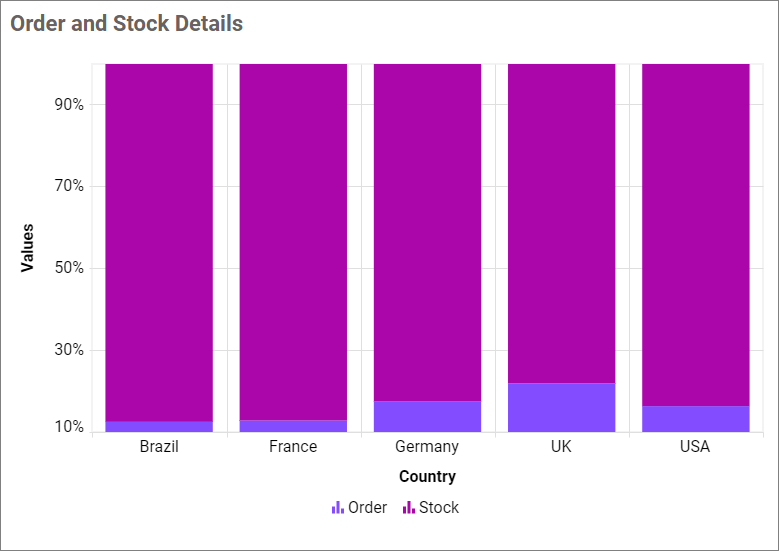 Order and Stock Details
90%
70%
50%
30%
10%
Values
Brazil France Germany UK USA
Country
Order Stock